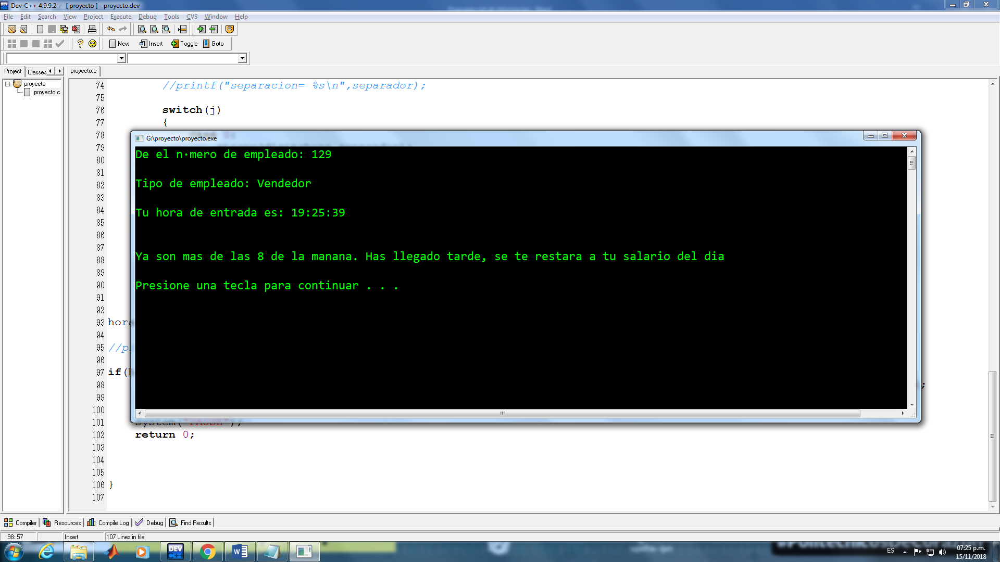 Dev-C++ 4.9.9.2 - [ proyecto ] - proyecto.dev
File Edit Search View Project Execute Debug Tools CVS Window Help
New Insert Toggle Goto
Project Classes proyecto.c
proyecto
proyecto.c
74 //printf("separacion= %s\n",separador);
75
76 switch(j)
77 {
78
79
80
81
82
83
84
85
86
87
88
89
90
91
92
93 hora
94
95 //p
96
97 if(
98 ;
99
100
101 system("PAUSE");
102 return 0;
103
104
105
106 }
107
G:\proyecto\proyecto.exe
De el n·mero de empleado: 129
Tipo de empleado: Vendedor
Tu hora de entrada es: 19:25:39
Ya son mas de las 8 de la manana. Has llegado tarde, se te restara a tu salario del dia
Presione una tecla para continuar . . .
Compiler Resources Compile Log Debug Find Results
98: 57 Insert 107 Lines in file
DEV C++
ES 07:25 p.m.
15/11/2018